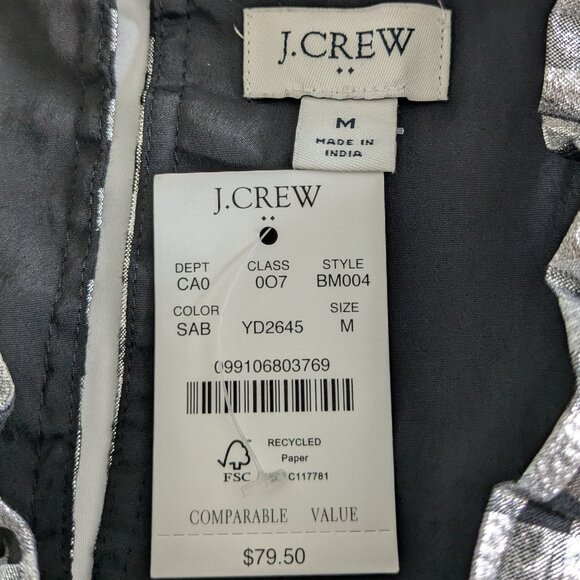 J.CREW
M
MADE IN
INDIA
J.CREW
DEPT CLASS STYLE
CA0 0O7 BM004
COLOR SIZE
SAB YD2645 M
099106803769
RECYCLED
Paper
FSC C117781
COMPARABLE VALUE
$79.50